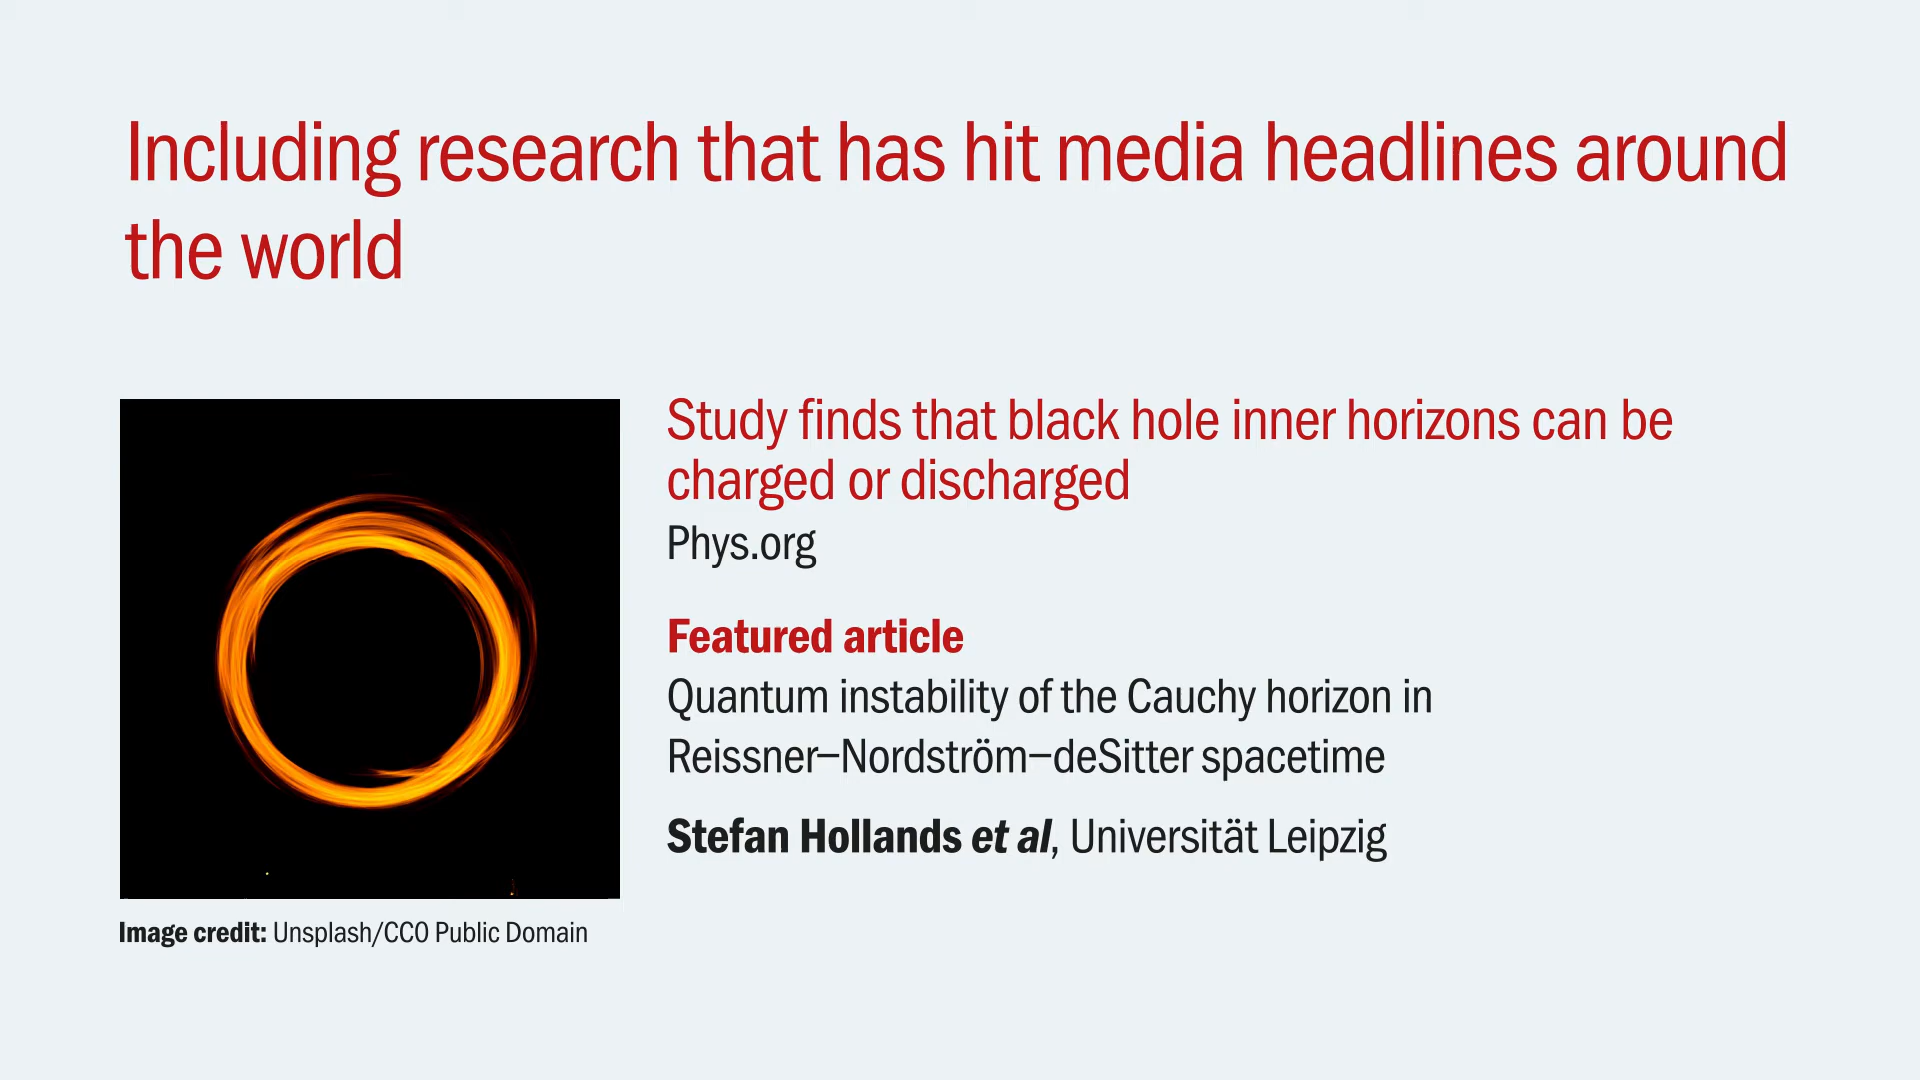 Including research that has hit media headlines around
the world
Study finds that black hole inner horizons can be
charged or discharged
Phys.org
Featured article
Quantum instability of the Cauchy horizon in
Reissner–Nordström–deSitter spacetime
Stefan Hollands et al, Universität Leipzig
Image credit: Unsplash/CC0 Public Domain